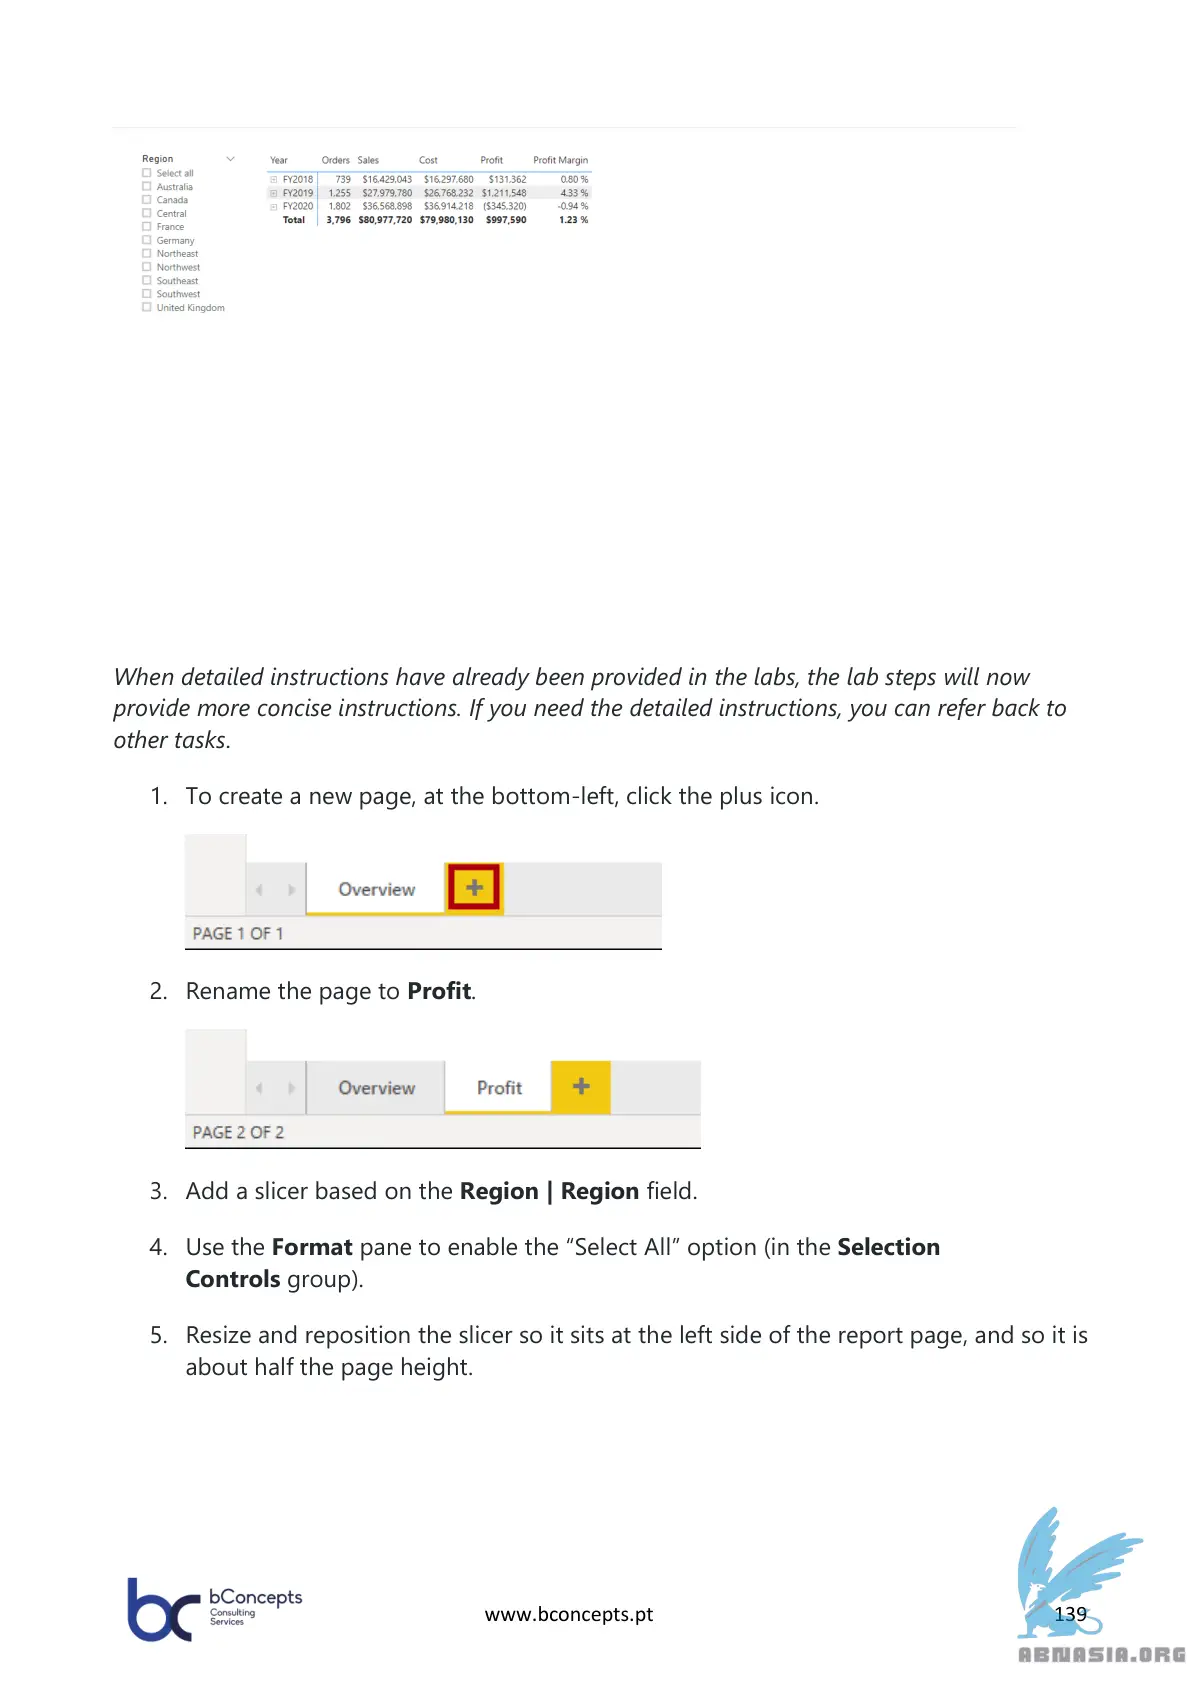 Region
Select all
Australia
Canada
Central
France
Germany
Northeast
Northwest
Southeast
Southwest
United Kingdom
Year Orders Sales Cost Profit Profit Margin
FY2018 739 $16,429,043 $16,297,680 $131,362 0.80 %
FY2019 1,255 $27,979,780 $26,768,232 $1,211,548 4.33 %
FY2020 1,802 $36,568,898 $36,914,218 ($345,320) -0.94 %
Total 3,796 $80,977,720 $79,980,130 $997,590 1.23 %
When detailed instructions have already been provided in the labs, the lab steps will now
provide more concise instructions. If you need the detailed instructions, you can refer back to
other tasks.
1. To create a new page, at the bottom-left, click the plus icon.
Overview +
PAGE 1 OF 1
2. Rename the page to Profit.
Overview Profit +
PAGE 2 OF 2
3. Add a slicer based on the Region | Region field.
4. Use the Format pane to enable the “Select All” option (in the Selection
Controls group).
5. Resize and reposition the slicer so it sits at the left side of the report page, and so it is
about half the page height.
bc bConcepts
Consulting
Services
www.bconcepts.pt
139
ABNASIA.ORG